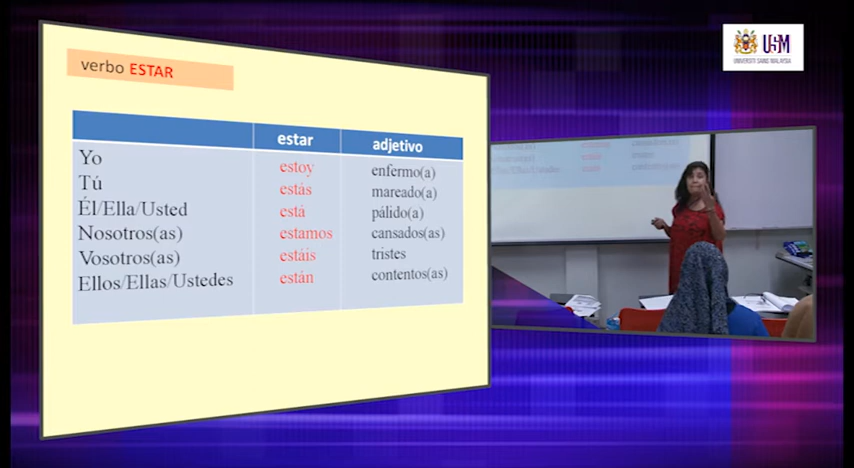 verbo ESTAR
estar adjetivo
Yo estoy enfermo(a)
Tú estás mareado(a)
Él/Ella/Usted está pálido(a)
Nosotros(as) estamos cansados(as)
Vosotros(as) estáis tristes
Ellos/Ellas/Ustedes están contentos(as)
USM
UNIVERSITI SAINS MALAYSIA